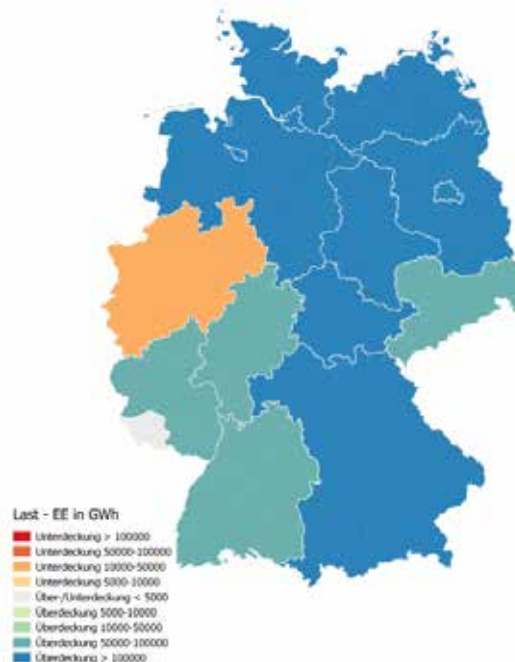 Last - EE in GWh
Unterdeckung > 100000
Unterdeckung 50000-100000
Unterdeckung 10000-50000
Unterdeckung 5000-10000
Über-/Unterdeckung < 5000
Überdeckung 5000-10000
Überdeckung 10000-50000
Überdeckung 50000-100000
Überdeckung > 100000